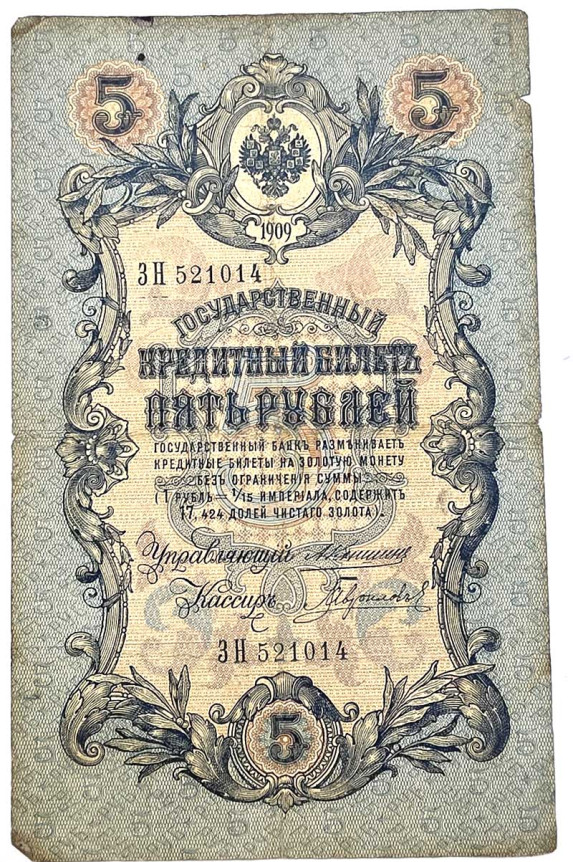 5 5
1909
ЗН 521014
ГОСУДАРСТВЕННЫЙ
КРЕДИТНЫЙ БИЛЕТЪ
ПЯТЬ РУБЛЕЙ
ГОСУДАРСТВЕННЫЙ БАНКЪ РАЗМѢНИВАЕТЪ
КРЕДИТНЫЕ БИЛЕТЫ НА ЗОЛОТУЮ МОНЕТУ
БЕЗЪ ОГРАНИЧЕНІЯ СУММЫ
(1 РУБЛЬ = 1/15 ИМПЕРІАЛА, СОДЕРЖИТЪ
17,424 ДОЛЕЙ ЧИСТАГО ЗОЛОТА).
Управляющій
Кассиръ
ЗН 521014
5